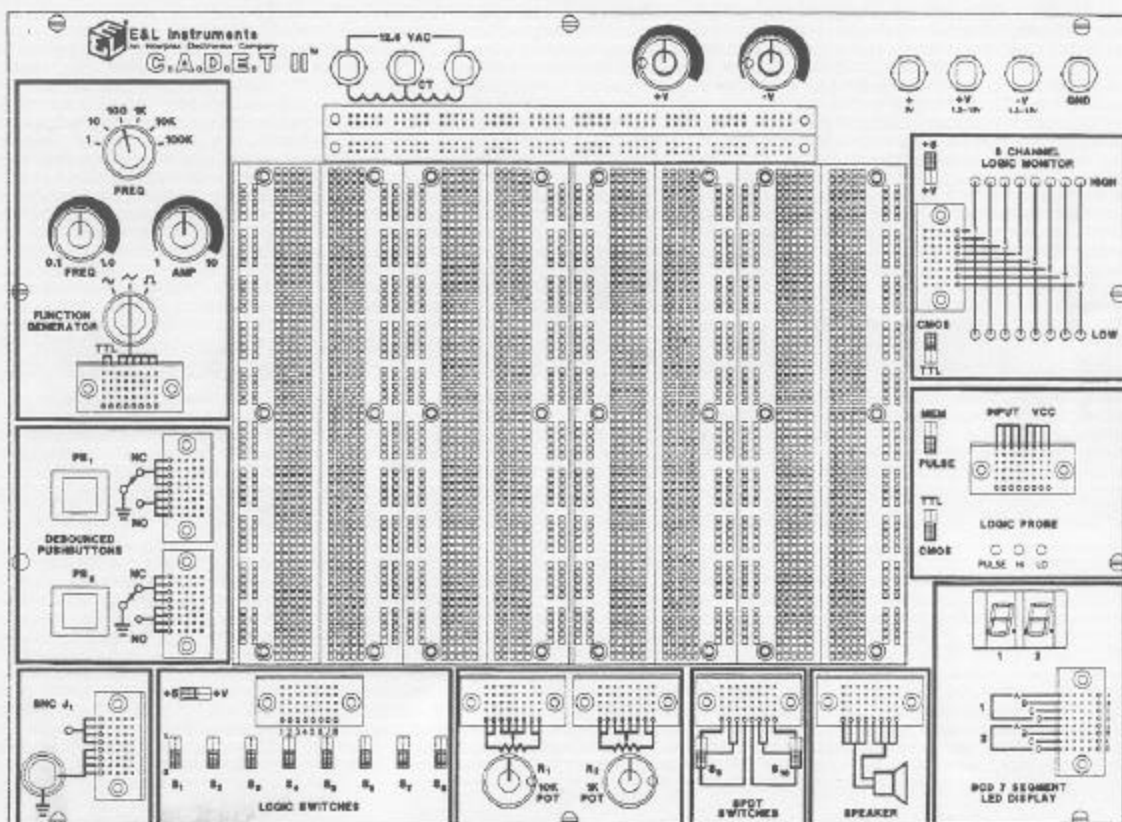 E&L Instruments
an Interplex Electronics Company
C.A.D.E.T II™
12.6 VAC
CT
+V
-V
+
5V
+V
-V
GND
100 1K
10 10K
1 100K
FREQ
0.1 1.0
FREQ
1 10
AMP
FUNCTION
GENERATOR
TTL
+5
+V
8 CHANNEL
LOGIC MONITOR
HIGH
LOW
CMOS
TTL
PB1
NC
NO
DEBOUNCED
PUSHBUTTONS
PB2
NC
NO
MEM
PULSE
INPUT VCC
TTL
CMOS
LOGIC PROBE
PULSE HI LO
BNC J1
+5 +V
1 2 3 4 5 6 7 8
S1 S2 S3 S4 S5 S6 S7 S8
LOGIC SWITCHES
R1
10K
POT
R2
1K
POT
S9
S10
SPDT
SWITCHES
SPEAKER
1 2
1
A
B
C
D
2
A
B
C
D
BCD 7 SEGMENT
LED DISPLAY